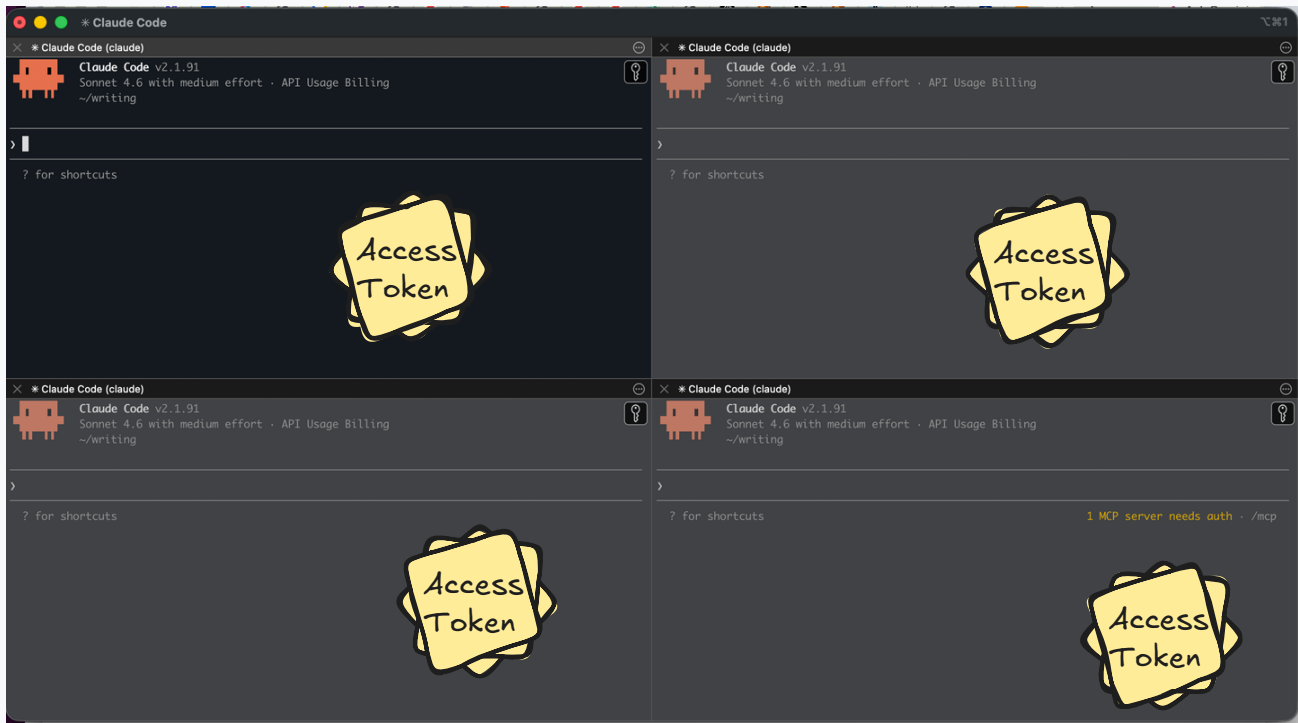 ✳ Claude Code
⌥⌘1
✳ Claude Code (claude)
Claude Code v2.1.91
Sonnet 4.6 with medium effort · API Usage Billing
~/writing
❯
? for shortcuts
Access
Token
✳ Claude Code (claude)
Claude Code v2.1.91
Sonnet 4.6 with medium effort · API Usage Billing
~/writing
❯
? for shortcuts
Access
Token
✳ Claude Code (claude)
Claude Code v2.1.91
Sonnet 4.6 with medium effort · API Usage Billing
~/writing
❯
? for shortcuts
Access
Token
✳ Claude Code (claude)
Claude Code v2.1.91
Sonnet 4.6 with medium effort · API Usage Billing
~/writing
❯
? for shortcuts
1 MCP server needs auth · /mcp
Access
Token